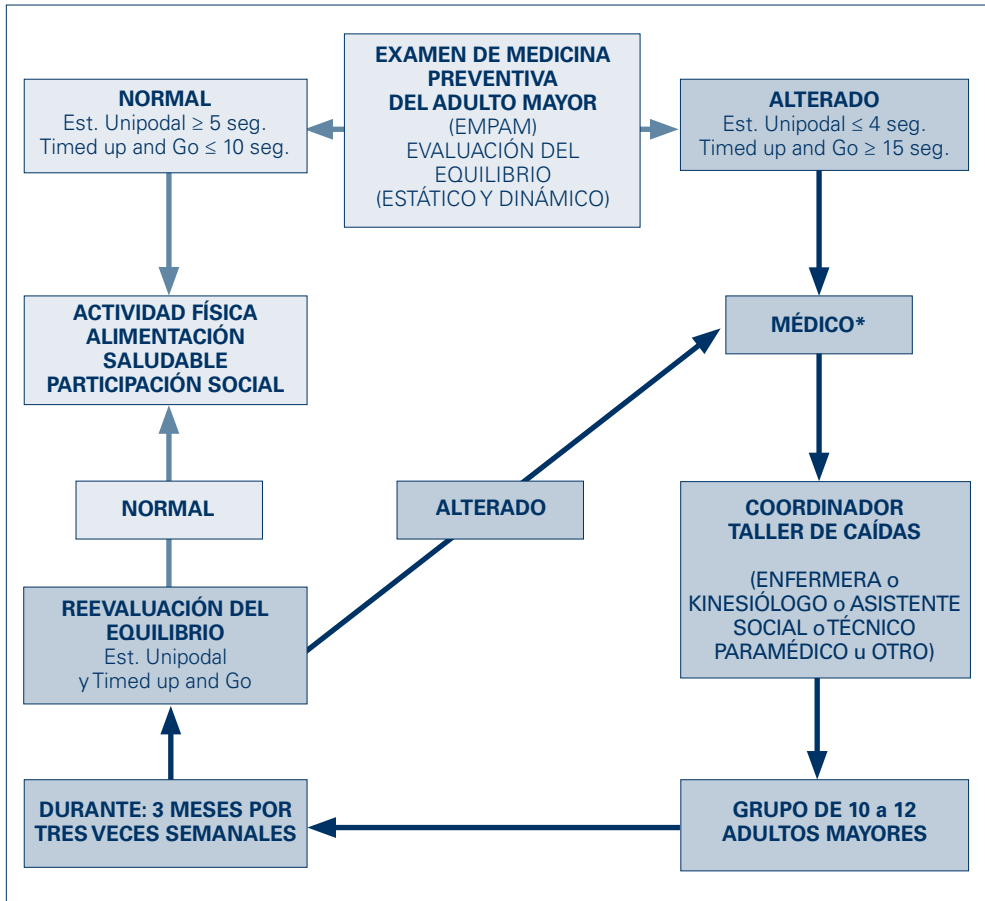 EXAMEN DE MEDICINA
PREVENTIVA
DEL ADULTO MAYOR
(EMPAM)
EVALUACIÓN DEL
EQUILIBRIO
(ESTÁTICO Y DINÁMICO)
NORMAL
Est. Unipodal ≥ 5 seg.
Timed up and Go ≤ 10 seg.
ALTERADO
Est. Unipodal ≤ 4 seg.
Timed up and Go ≥ 15 seg.
ACTIVIDAD FÍSICA
ALIMENTACIÓN
SALUDABLE
PARTICIPACIÓN SOCIAL
MÉDICO*
NORMAL
ALTERADO
COORDINADOR
TALLER DE CAÍDAS
(ENFERMERA o
KINESIÓLOGO o ASISTENTE
SOCIAL o TÉCNICO
PARAMÉDICO u OTRO)
REEVALUACIÓN DEL
EQUILIBRIO
Est. Unipodal
y Timed up and Go
DURANTE: 3 MESES POR
TRES VECES SEMANALES
GRUPO DE 10 a 12
ADULTOS MAYORES